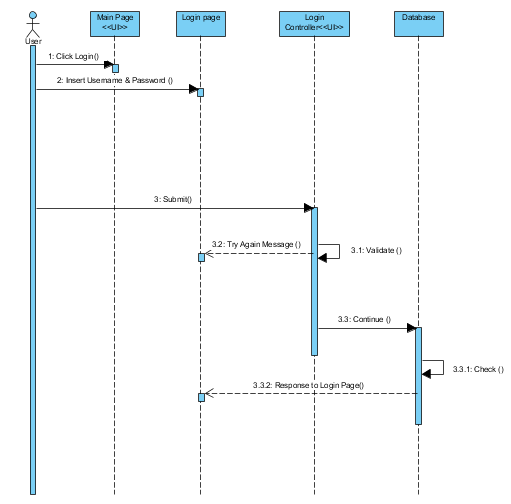 Main Page
<<UI>>
Login page
Login
Controller<<UI>>
Database
User
1: Click Login()
2: Insert Username & Password ()
3: Submit()
3.2: Try Again Message ()
3.1: Validate ()
3.3: Continue ()
3.3.1: Check ()
3.3.2: Response to Login Page()